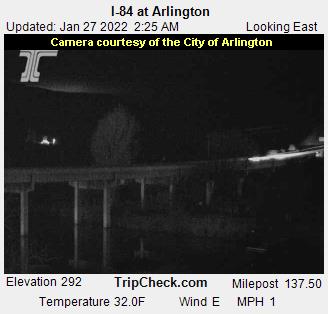 I-84 at Arlington
Updated: Jan 27 2022 2:25 AM Looking East
Camera courtesy of the City of Arlington
Elevation 292 TripCheck.com Milepost 137.50
Temperature 32.0F Wind E MPH 1